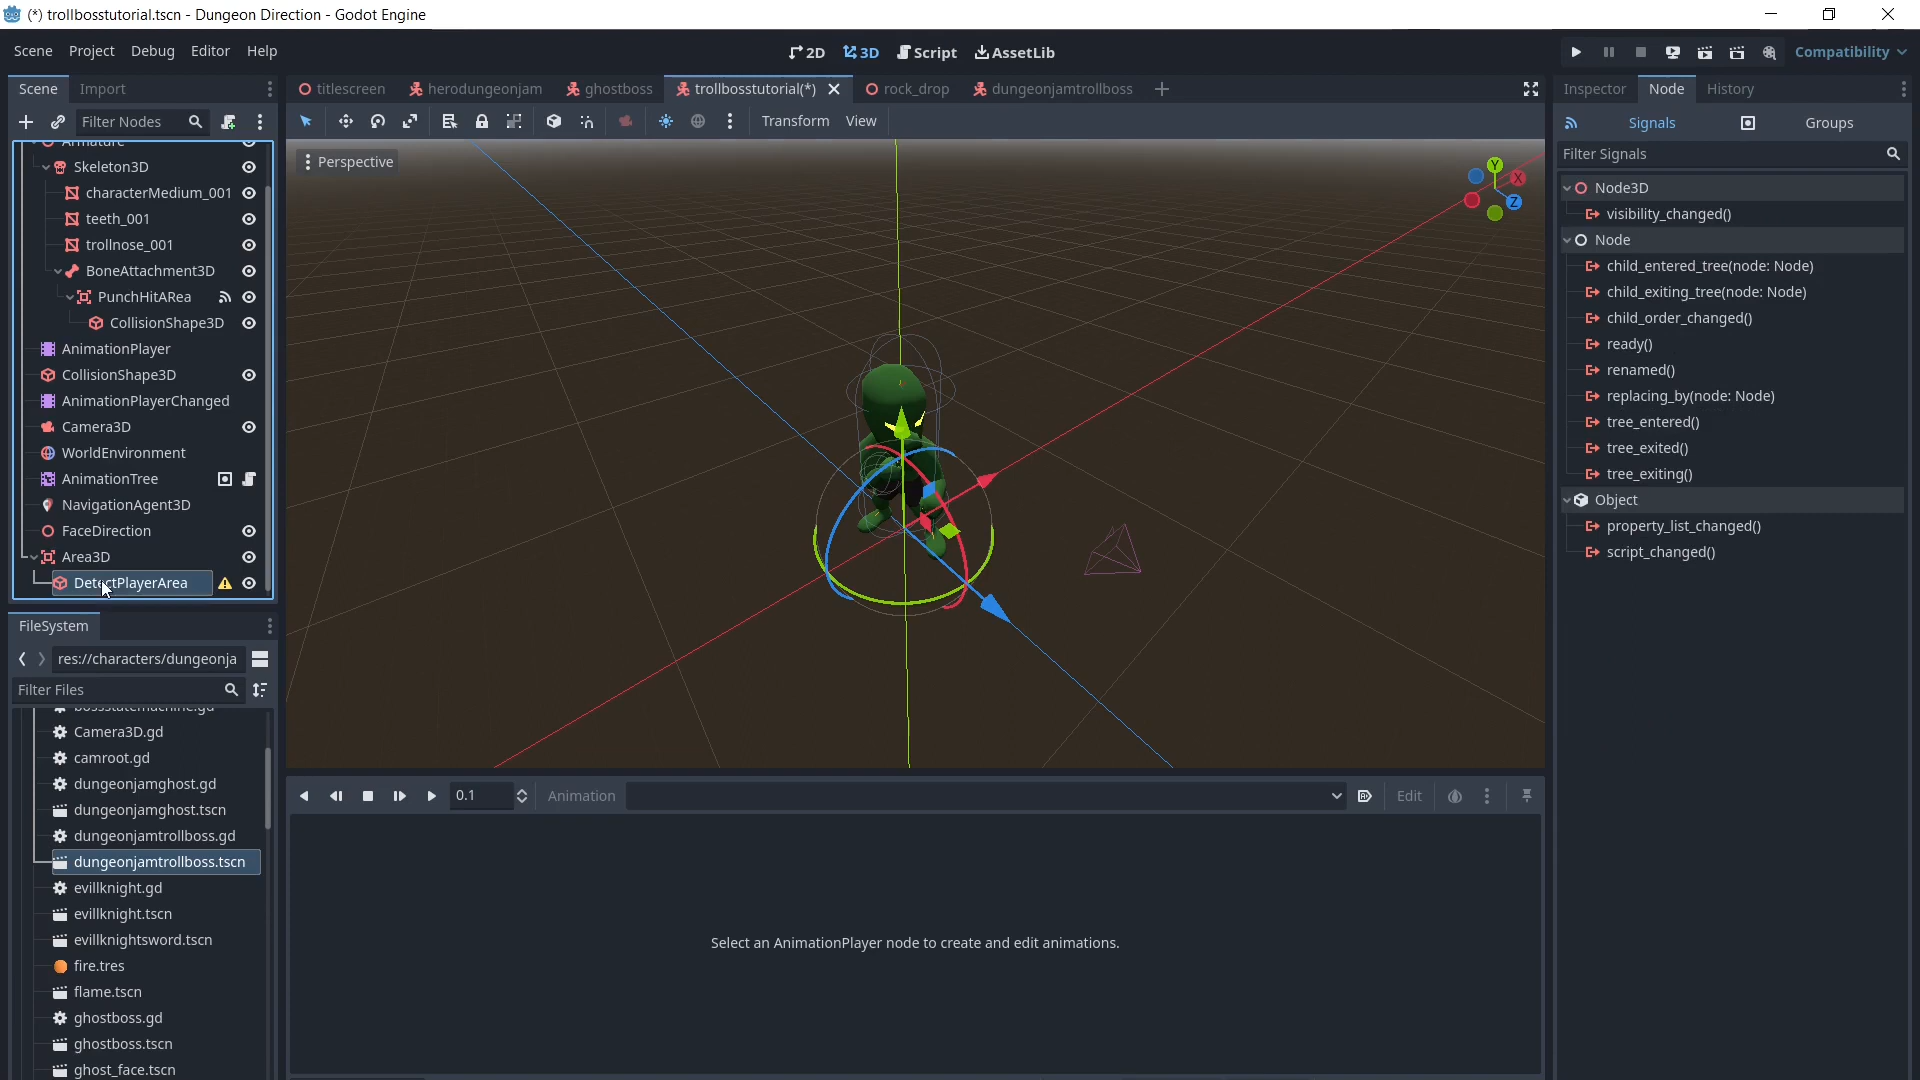 (*) trollbosstutorial.tscn - Dungeon Direction - Godot Engine
Scene Project Debug Editor Help
2D 3D Script AssetLib
Compatibility
Scene Import
titlescreen herodungeonjam ghostboss trollbosstutorial(*) rock_drop dungeonjamtrollboss
Inspector Node History
Filter Nodes
Transform View
Signals Groups
Perspective
Filter Signals
Armature
Skeleton3D
characterMedium_001
teeth_001
trollnose_001
BoneAttachment3D
PunchHitARea
CollisionShape3D
AnimationPlayer
CollisionShape3D
AnimationPlayerChanged
Camera3D
WorldEnvironment
AnimationTree
NavigationAgent3D
FaceDirection
Area3D
DetectPlayerArea
Y
X
Z
Node3D
visibility_changed()
Node
child_entered_tree(node: Node)
child_exiting_tree(node: Node)
child_order_changed()
ready()
renamed()
replacing_by(node: Node)
tree_entered()
tree_exited()
tree_exiting()
Object
property_list_changed()
script_changed()
FileSystem
res://characters/dungeonja
Filter Files
bossstatemachine.gd
Camera3D.gd
camroot.gd
dungeonjamghost.gd
dungeonjamghost.tscn
dungeonjamtrollboss.gd
dungeonjamtrollboss.tscn
evillknight.gd
evillknight.tscn
evillknightsword.tscn
fire.tres
flame.tscn
ghostboss.gd
ghostboss.tscn
ghost_face.tscn
0.1 Animation Edit
Select an AnimationPlayer node to create and edit animations.